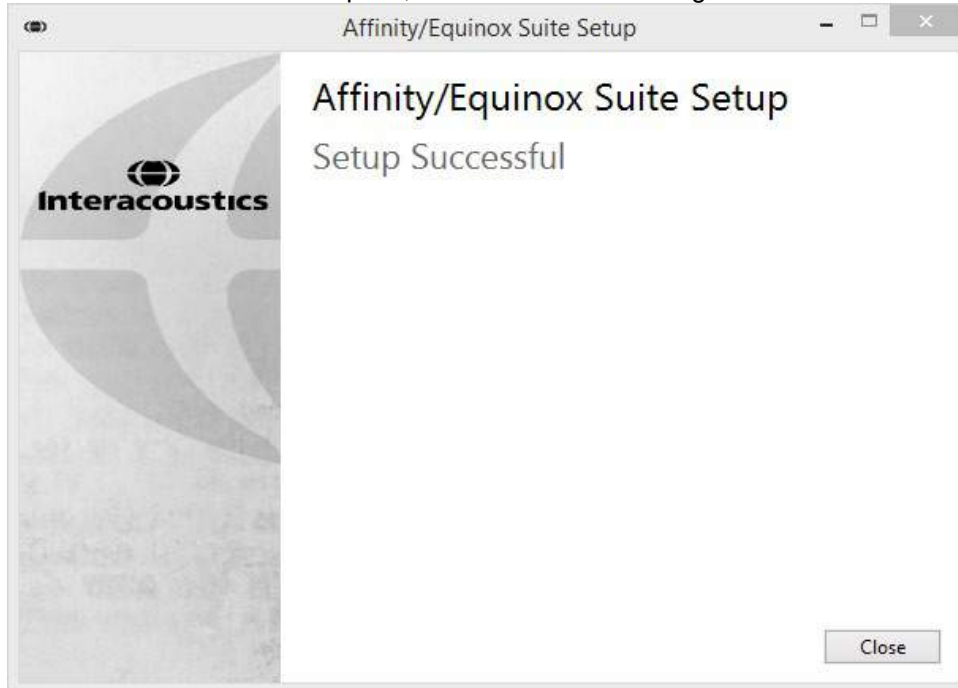 Affinity/Equinox Suite Setup
Affinity/Equinox Suite Setup
Setup Successful
Interacoustics
Close